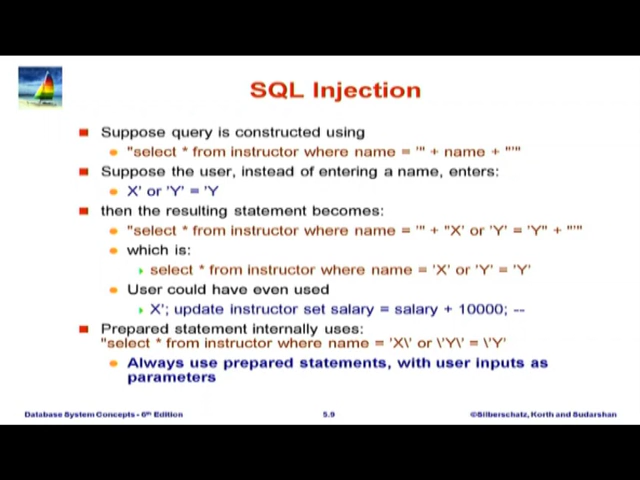 SQL Injection
Suppose query is constructed using
"select * from instructor where name = '" + name + "'"
Suppose the user, instead of entering a name, enters:
X' or 'Y' = 'Y
then the resulting statement becomes:
"select * from instructor where name = '" + "X' or 'Y' = 'Y" + "'"
which is:
select * from instructor where name = 'X' or 'Y' = 'Y'
User could have even used
X'; update instructor set salary = salary + 10000; --
Prepared statement internally uses:
"select * from instructor where name = 'X\' or \'Y\' = \'Y'
Always use prepared statements, with user inputs as
parameters
Database System Concepts - 6th Edition
5.9
©Silberschatz, Korth and Sudarshan